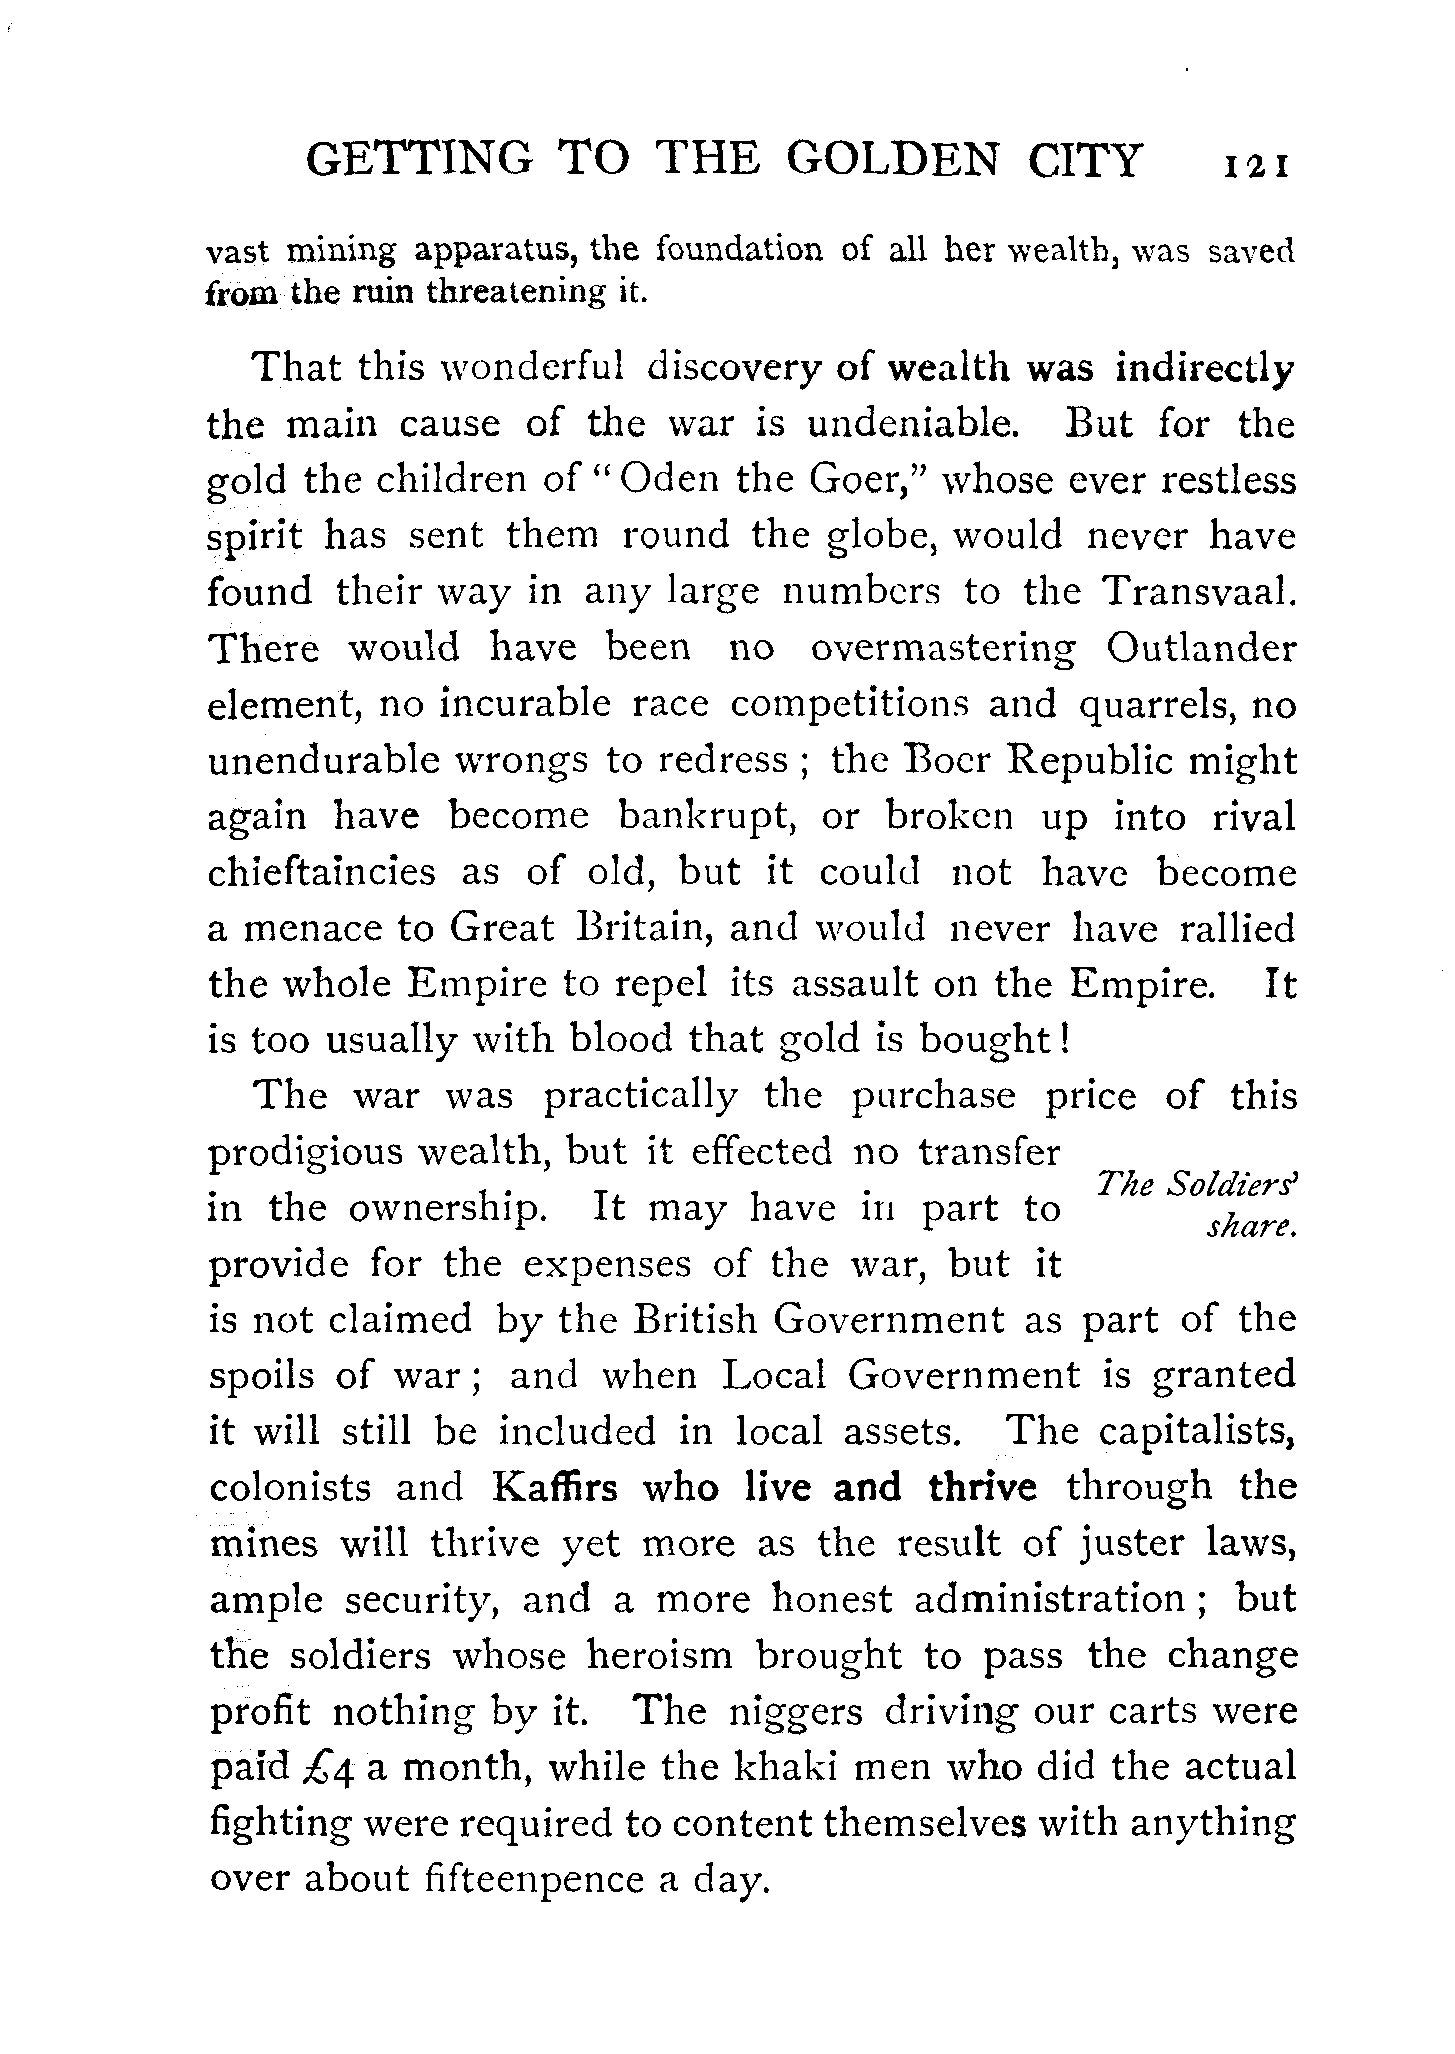 GETTING TO THE GOLDEN CITY 121
vast mining apparatus, the foundation of all her wealth, was saved
from the ruin threatening it.
That this wonderful discovery of wealth was indirectly
the main cause of the war is undeniable. But for the
gold the children of “Oden the Goer,” whose ever restless
spirit has sent them round the globe, would never have
found their way in any large numbers to the Transvaal.
There would have been no overmastering Outlander
element, no incurable race competitions and quarrels, no
unendurable wrongs to redress ; the Boer Republic might
again have become bankrupt, or broken up into rival
chieftaincies as of old, but it could not have become
a menace to Great Britain, and would never have rallied
the whole Empire to repel its assault on the Empire. It
is too usually with blood that gold is bought !
The war was practically the purchase price of this
prodigious wealth, but it effected no transfer
in the ownership. It may have in part to
The Soldiers’
share.
provide for the expenses of the war, but it
is not claimed by the British Government as part of the
spoils of war ; and when Local Government is granted
it will still be included in local assets. The capitalists,
colonists and Kaffirs who live and thrive through the
mines will thrive yet more as the result of juster laws,
ample security, and a more honest administration ; but
the soldiers whose heroism brought to pass the change
profit nothing by it. The niggers driving our carts were
paid £4 a month, while the khaki men who did the actual
fighting were required to content themselves with anything
over about fifteenpence a day.